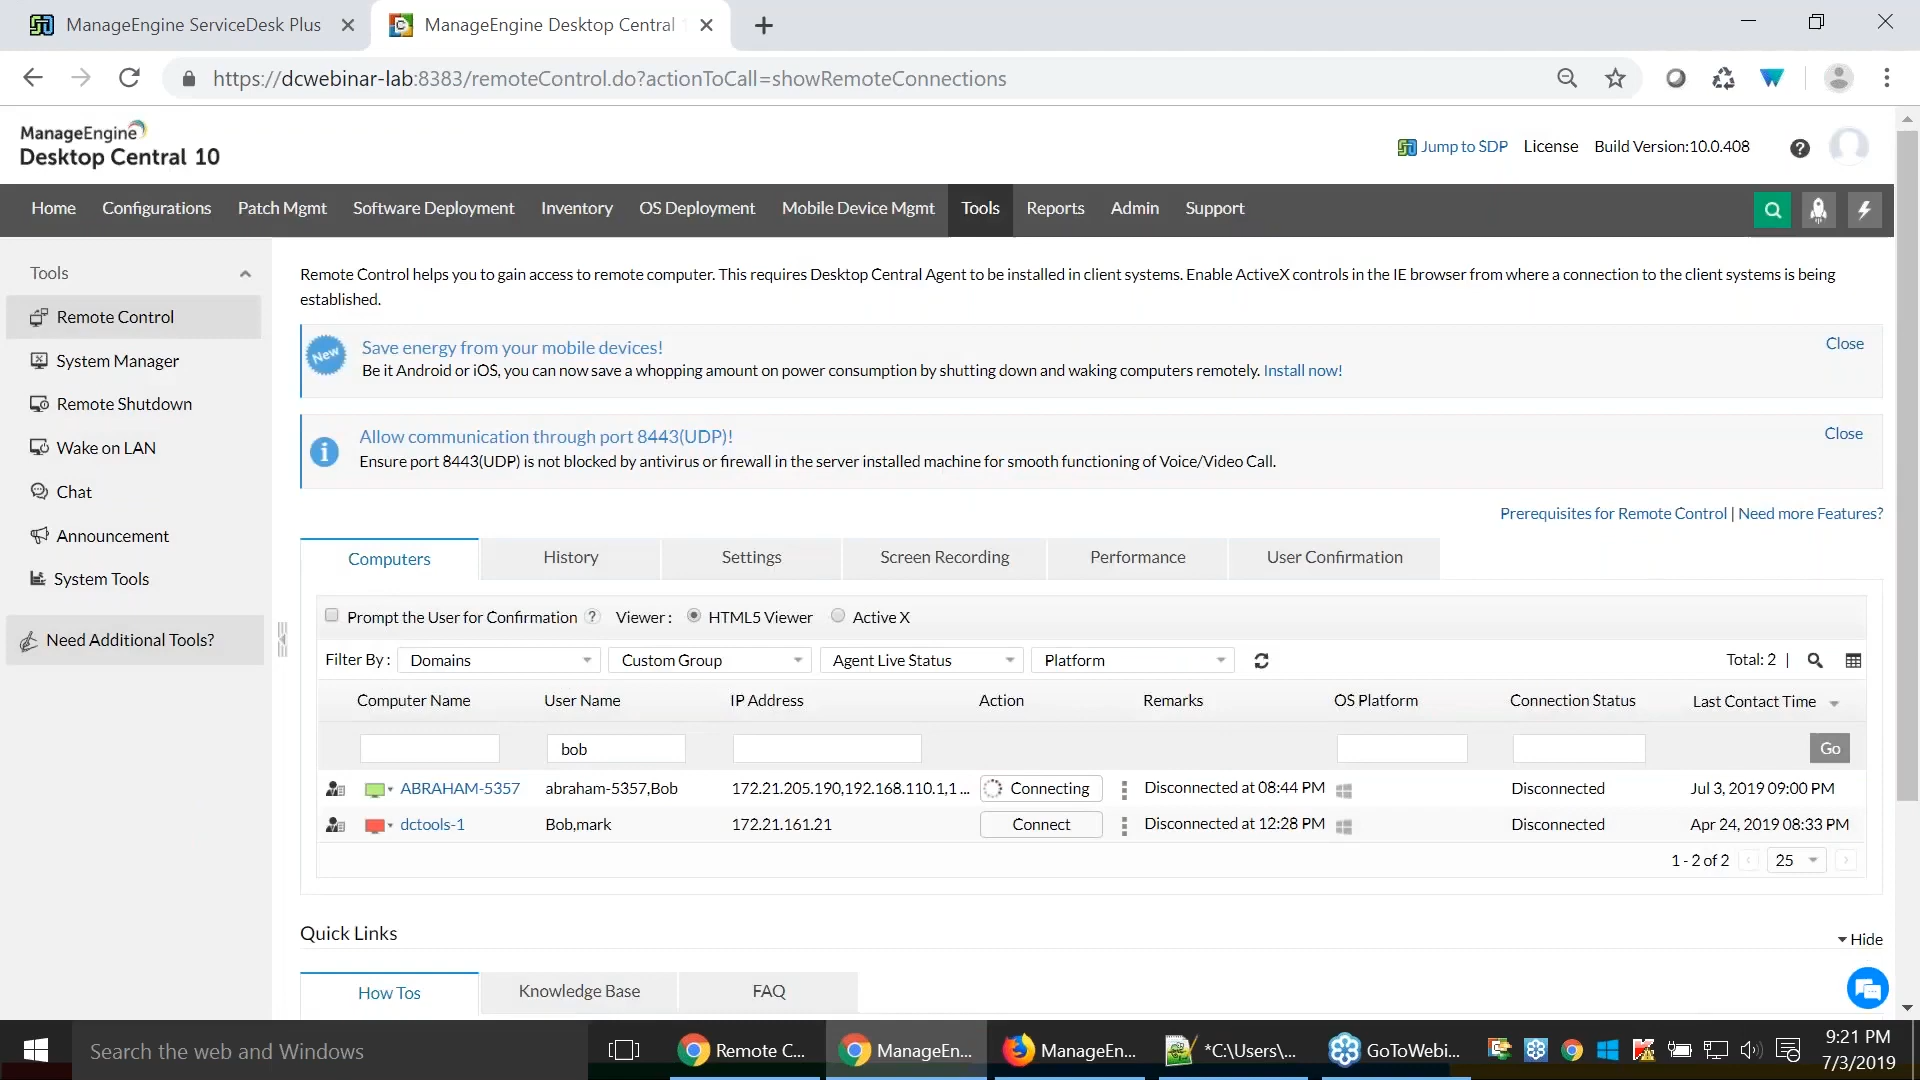 ManageEngine ServiceDesk Plus
ManageEngine Desktop Central
https://dcwebinar-lab:8383/remoteControl.do?actionToCall=showRemoteConnections
ManageEngine
Desktop Central 10
Jump to SDP License Build Version:10.0.408
Home Configurations Patch Mgmt Software Deployment Inventory OS Deployment Mobile Device Mgmt Tools Reports Admin Support
Tools
Remote Control
System Manager
Remote Shutdown
Wake on LAN
Chat
Announcement
System Tools
Need Additional Tools?
Remote Control helps you to gain access to remote computer. This requires Desktop Central Agent to be installed in client systems. Enable ActiveX controls in the IE browser from where a connection to the client systems is being
established.
New
Save energy from your mobile devices!
Close
Be it Android or iOS, you can now save a whopping amount on power consumption by shutting down and waking computers remotely. Install now!
Allow communication through port 8443(UDP)!
Close
Ensure port 8443(UDP) is not blocked by antivirus or firewall in the server installed machine for smooth functioning of Voice/Video Call.
Prerequisites for Remote Control | Need more Features?
Computers History Settings Screen Recording Performance User Confirmation
Prompt the User for Confirmation ? Viewer : HTML5 Viewer Active X
Filter By : Domains Custom Group Agent Live Status Platform Total: 2 |
Computer Name User Name IP Address Action Remarks OS Platform Connection Status Last Contact Time
bob Go
ABRAHAM-5357 abraham-5357,Bob 172.21.205.190,192.168.110.1,1 ... Connecting Disconnected at 08:44 PM Disconnected Jul 3, 2019 09:00 PM
dctools-1 Bob,mark 172.21.161.21 Connect Disconnected at 12:28 PM Disconnected Apr 24, 2019 08:33 PM
1 - 2 of 2 25
Quick Links
Hide
How Tos Knowledge Base FAQ
Search the web and Windows
Remote C...
ManageEn...
ManageEn...
*C:\Users\...
GoToWebi...
9:21 PM
7/3/2019